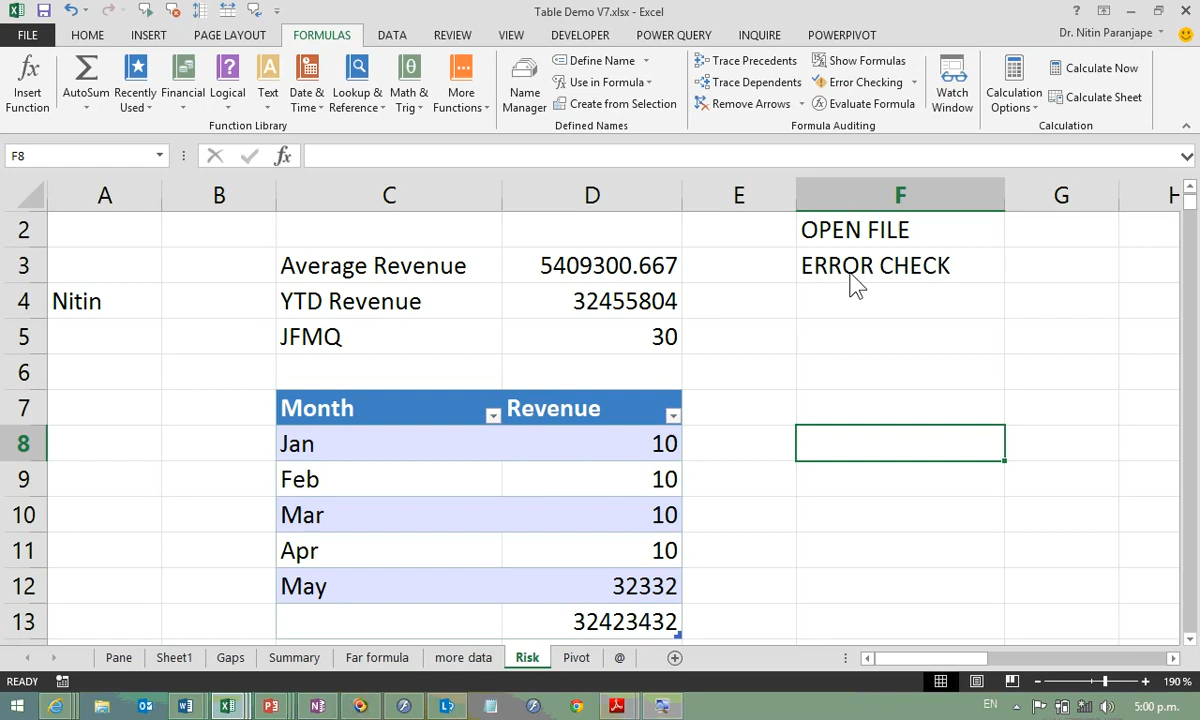 Table Demo V7.xlsx - Excel
FILE HOME INSERT PAGE LAYOUT FORMULAS DATA REVIEW VIEW DEVELOPER POWER QUERY INQUIRE POWERPIVOT Dr. Nitin Paranjape
Insert Function
AutoSum
Recently Used
Financial
Logical
Text
Date & Time
Lookup & Reference
Math & Trig
More Functions
Function Library
Name Manager
Define Name
Use in Formula
Create from Selection
Defined Names
Trace Precedents
Trace Dependents
Remove Arrows
Show Formulas
Error Checking
Evaluate Formula
Formula Auditing
Watch Window
Calculation Options
Calculate Now
Calculate Sheet
Calculation
F8 fx
A B C D E F G H
2 OPEN FILE
3 Average Revenue 5409300.667 ERROR CHECK
4 Nitin YTD Revenue 32455804
5 JFMQ 30
6
7 Month Revenue
8 Jan 10
9 Feb 10
10 Mar 10
11 Apr 10
12 May 32332
13 32423432
Pane Sheet1 Gaps Summary Far formula more data Risk Pivot @
READY 190 %
EN 5:00 p.m.